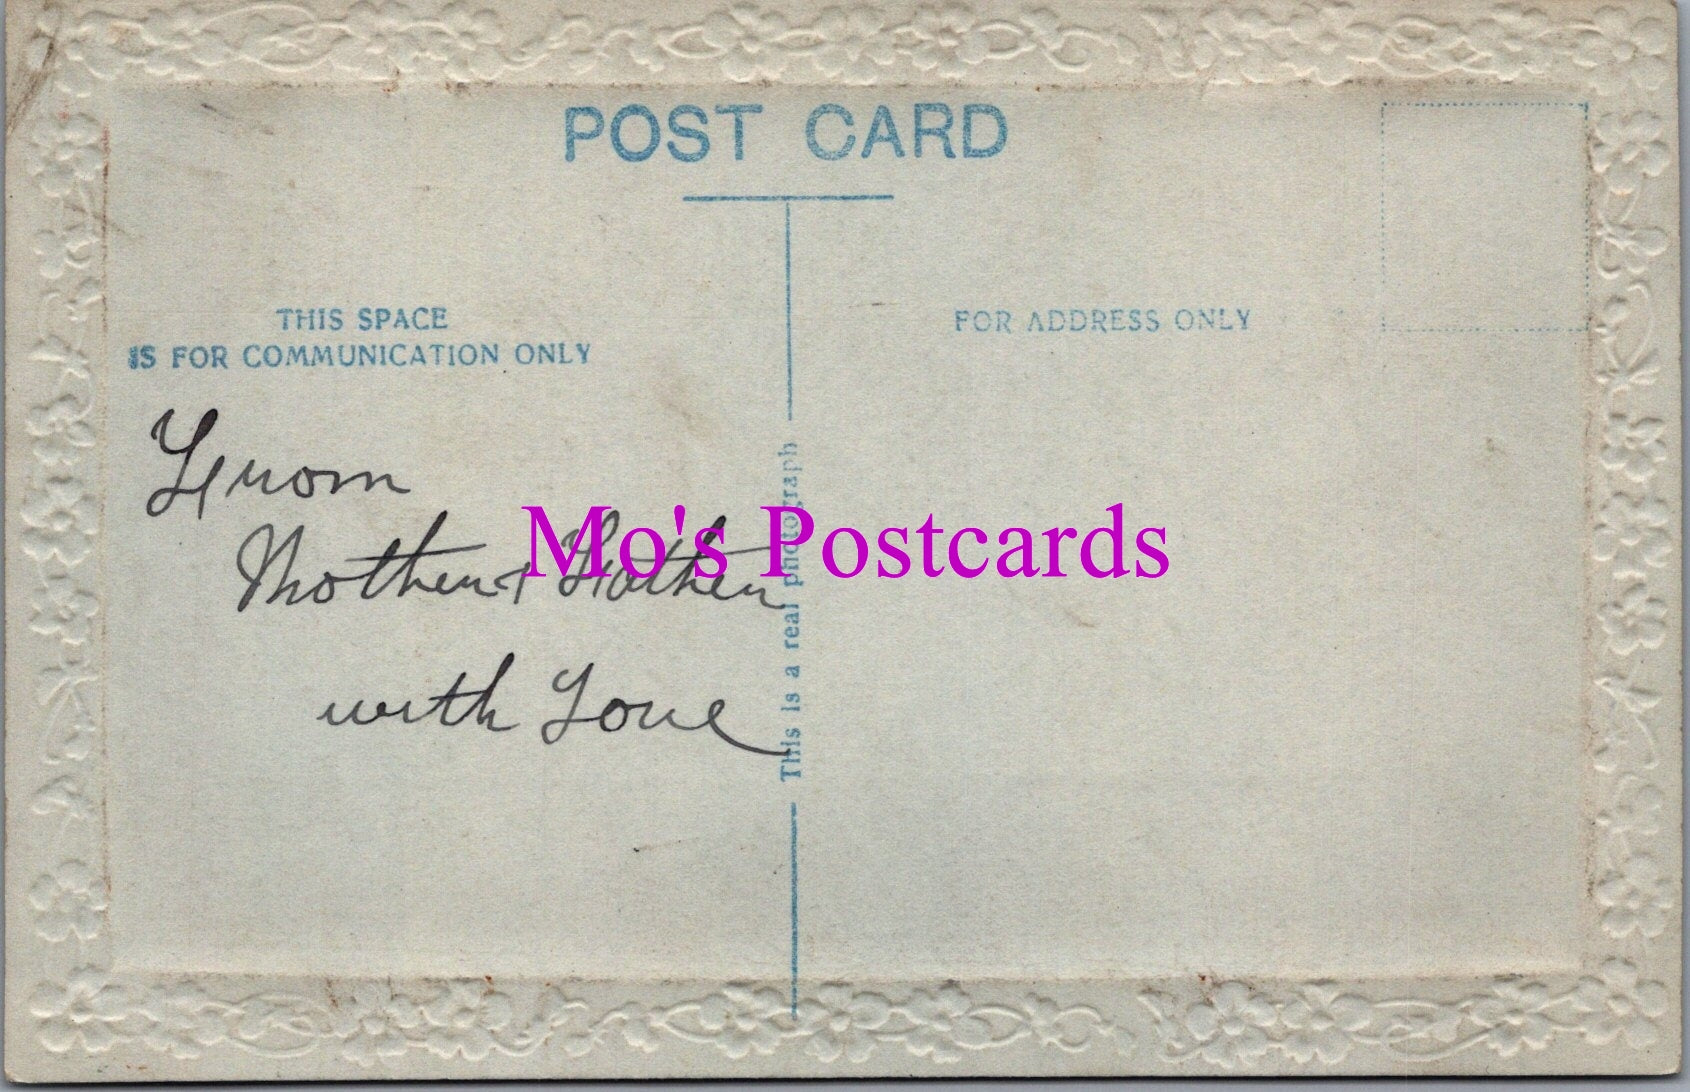 POST CARD
THIS SPACE
IS FOR COMMUNICATION ONLY
FOR ADDRESS ONLY
From
Mother + Father
with Love
This is a real photograph
Mo's Postcards